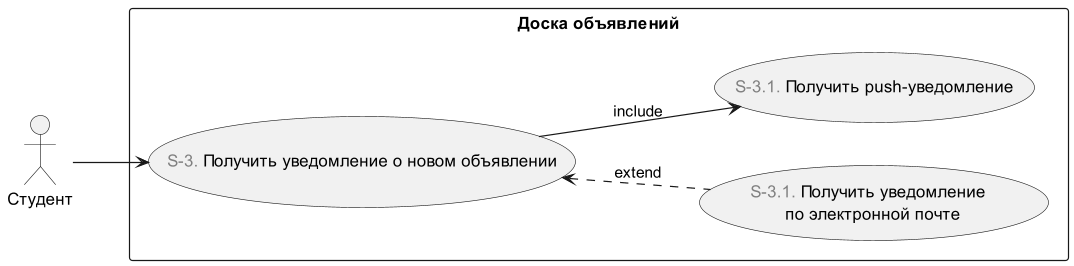 Доска объявлений
S-3.1. Получить push-уведомление
include
S-3. Получить уведомление о новом объявлении
extend
S-3.1. Получить уведомление
по электронной почте
Студент